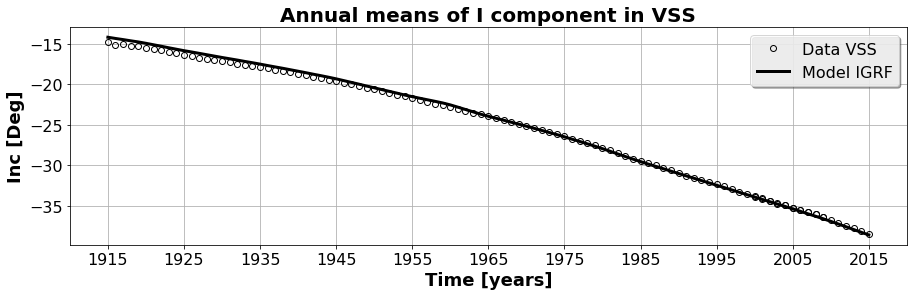 Annual means of I component in VSS
Data VSS
Model IGRF
Inc [Deg]
−15
−20
−25
−30
−35
1915 1925 1935 1945 1955 1965 1975 1985 1995 2005 2015
Time [years]